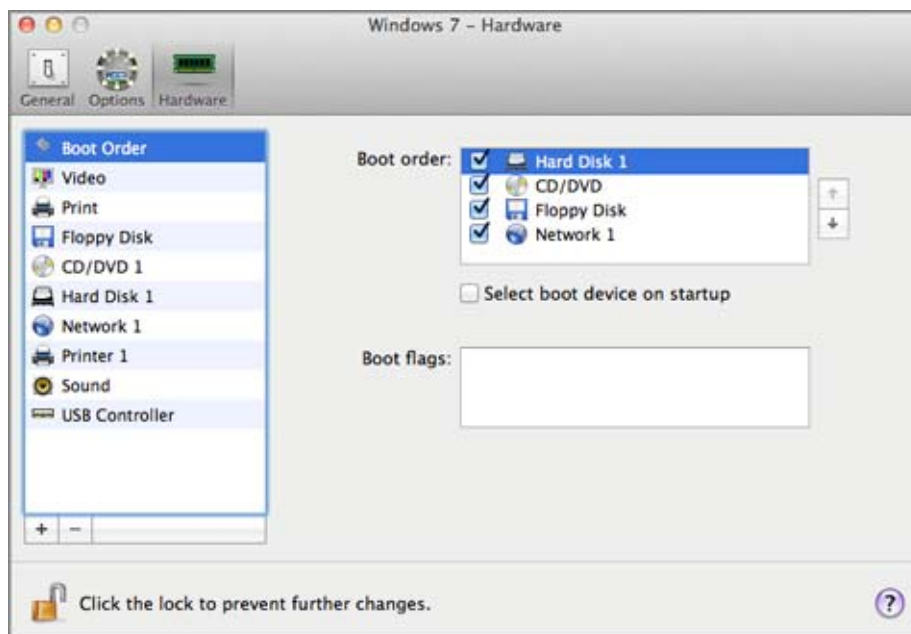 Windows 7 – Hardware
General Options Hardware
Boot Order
Video
Print
Floppy Disk
CD/DVD 1
Hard Disk 1
Network 1
Printer 1
Sound
USB Controller
+ −
Boot order:
Hard Disk 1
CD/DVD
Floppy Disk
Network 1
Select boot device on startup
Boot flags:
Click the lock to prevent further changes.
?